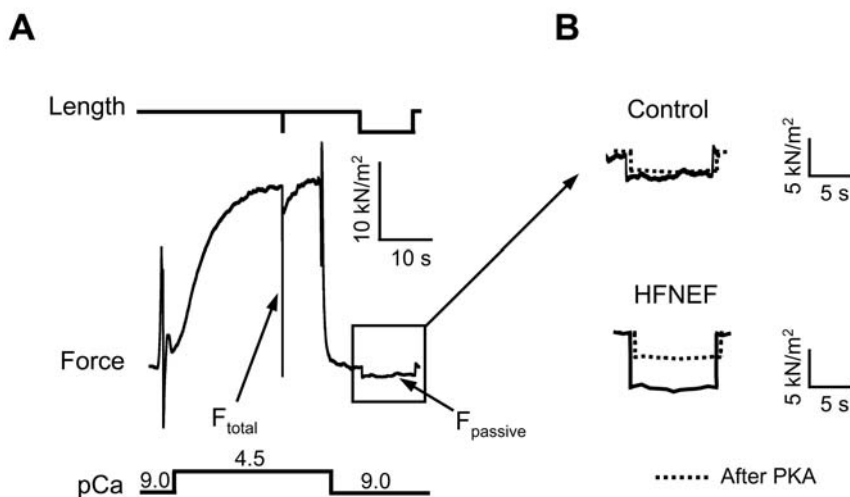 A
Length
10 kN/m²
10 s
Force
F_total
F_passive
pCa
9.0
4.5
9.0
B
Control
5 kN/m²
5 s
HFNEF
5 kN/m²
5 s
After PKA